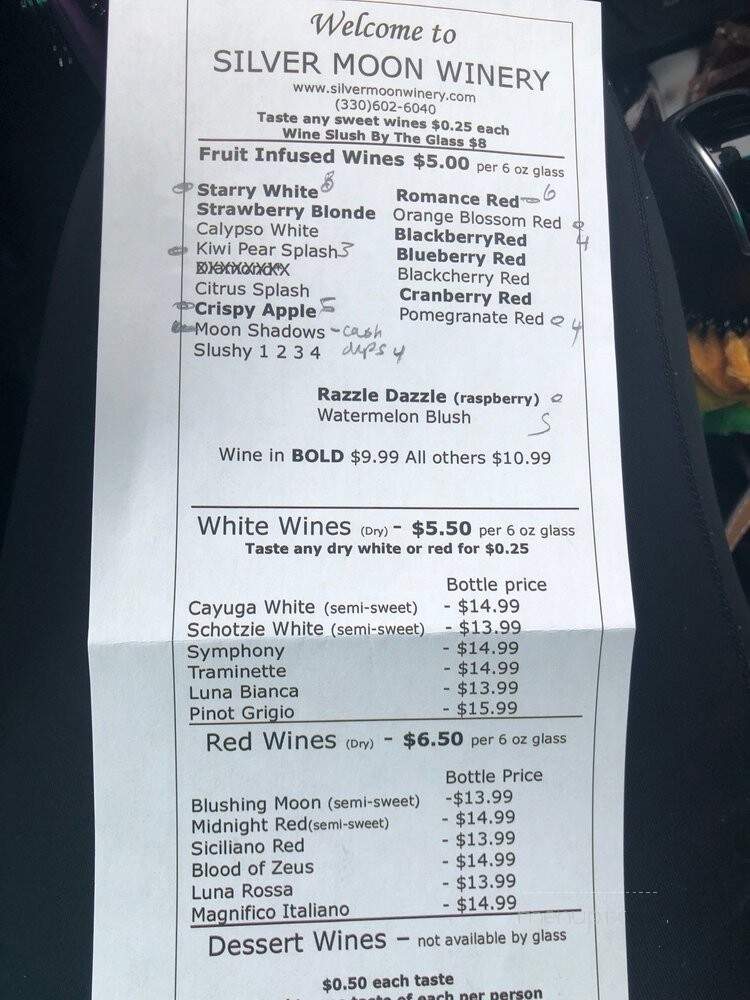 Welcome to
SILVER MOON WINERY
www.silvermoonwinery.com
(330)602-6040
Taste any sweet wines $0.25 each
Wine Slush By The Glass $8
Fruit Infused Wines $5.00 per 6 oz glass
Starry White 8
Strawberry Blonde
Calypso White
Kiwi Pear Splash 3
Citrus Splash
Crispy Apple 5
Moon Shadows - cash
Slushy 1 2 3 4 dips 4
Romance Red 6
Orange Blossom Red
BlackberryRed 4
Blueberry Red
Blackcherry Red
Cranberry Red
Pomegranate Red 4
Razzle Dazzle (raspberry)
Watermelon Blush 5
Wine in BOLD $9.99 All others $10.99
White Wines (Dry) - $5.50 per 6 oz glass
Taste any dry white or red for $0.25
Bottle price
Cayuga White (semi-sweet) - $14.99
Schotzie White (semi-sweet) - $13.99
Symphony - $14.99
Traminette - $14.99
Luna Bianca - $13.99
Pinot Grigio - $15.99
Red Wines (Dry) - $6.50 per 6 oz glass
Bottle Price
Blushing Moon (semi-sweet) -$13.99
Midnight Red(semi-sweet) - $14.99
Siciliano Red - $13.99
Blood of Zeus - $14.99
Luna Rossa - $13.99
Magnifico Italiano - $14.99
Dessert Wines - not available by glass
$0.50 each taste
taste of each per person